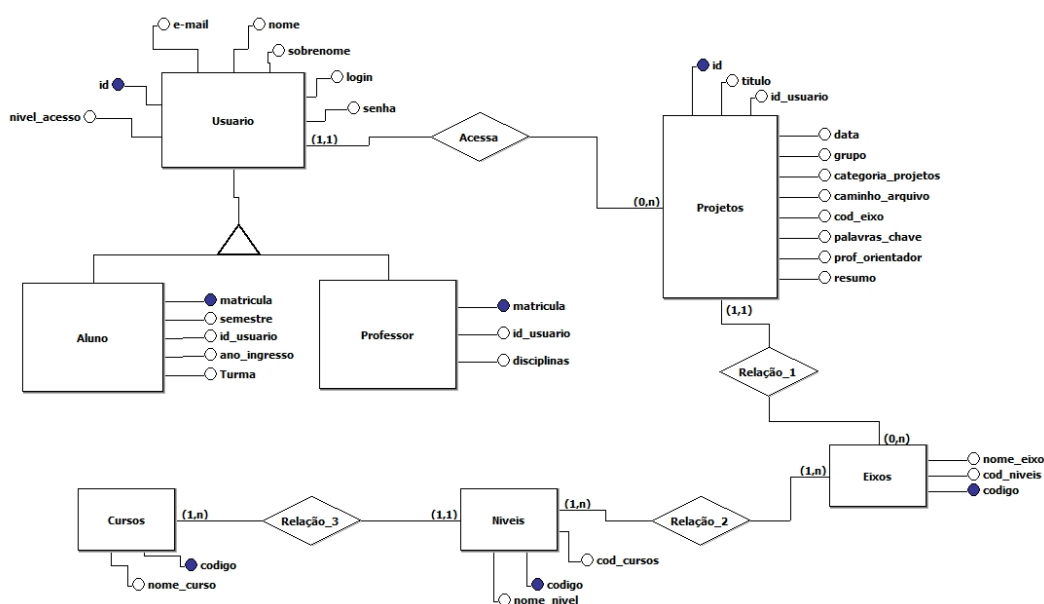 e-mail
nome
sobrenome
id
login
nivel_acesso
senha
Usuario
(1,1)
Acessa
id
titulo
id_usuario
data
grupo
categoria_projetos
caminho_arquivo
cod_eixo
palavras_chave
prof_orientador
resumo
Projetos
(0,n)
(1,1)
Aluno
matricula
semestre
id_usuario
ano_ingresso
Turma
Professor
matricula
id_usuario
disciplinas
Relação_1
(0,n)
Eixos
nome_eixo
cod_niveis
codigo
(1,n)
Relação_2
(1,n)
Niveis
cod_cursos
codigo
nome_nivel
(1,1)
Relação_3
(1,n)
Cursos
codigo
nome_curso